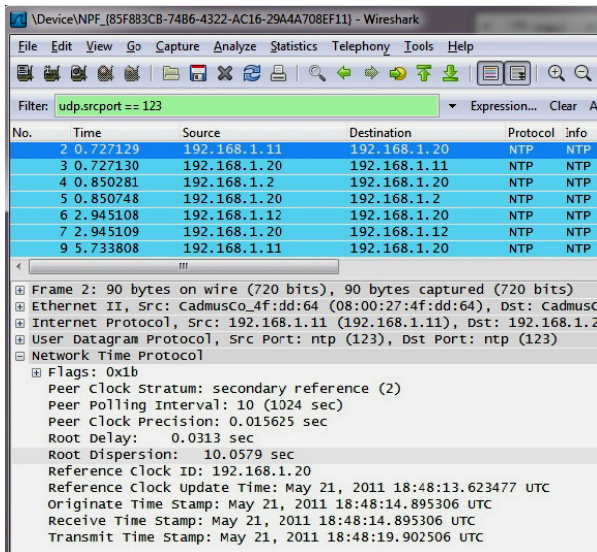 \Device\NPF_{85F883CB-74B6-4322-AC16-29A4A708EF11} - Wireshark
File Edit View Go Capture Analyze Statistics Telephony Tools Help
Filter: udp.srcport == 123 Expression... Clear A
No. Time Source Destination Protocol Info
2 0.727129 192.168.1.11 192.168.1.20 NTP NTP
3 0.727130 192.168.1.20 192.168.1.11 NTP NTP
4 0.850281 192.168.1.2 192.168.1.20 NTP NTP
5 0.850748 192.168.1.20 192.168.1.2 NTP NTP
6 2.945108 192.168.1.12 192.168.1.20 NTP NTP
7 2.945109 192.168.1.20 192.168.1.12 NTP NTP
9 5.733808 192.168.1.11 192.168.1.20 NTP NTP
Frame 2: 90 bytes on wire (720 bits), 90 bytes captured (720 bits)
Ethernet II, Src: CadmusCo_4f:dd:64 (08:00:27:4f:dd:64), Dst: CadmusC
Internet Protocol, Src: 192.168.1.11 (192.168.1.11), Dst: 192.168.1.2
User Datagram Protocol, Src Port: ntp (123), Dst Port: ntp (123)
Network Time Protocol
Flags: 0x1b
Peer Clock Stratum: secondary reference (2)
Peer Polling Interval: 10 (1024 sec)
Peer Clock Precision: 0.015625 sec
Root Delay: 0.0313 sec
Root Dispersion: 10.0579 sec
Reference Clock ID: 192.168.1.20
Reference Clock Update Time: May 21, 2011 18:48:13.623477 UTC
Originate Time Stamp: May 21, 2011 18:48:14.895306 UTC
Receive Time Stamp: May 21, 2011 18:48:14.895306 UTC
Transmit Time Stamp: May 21, 2011 18:48:19.902506 UTC